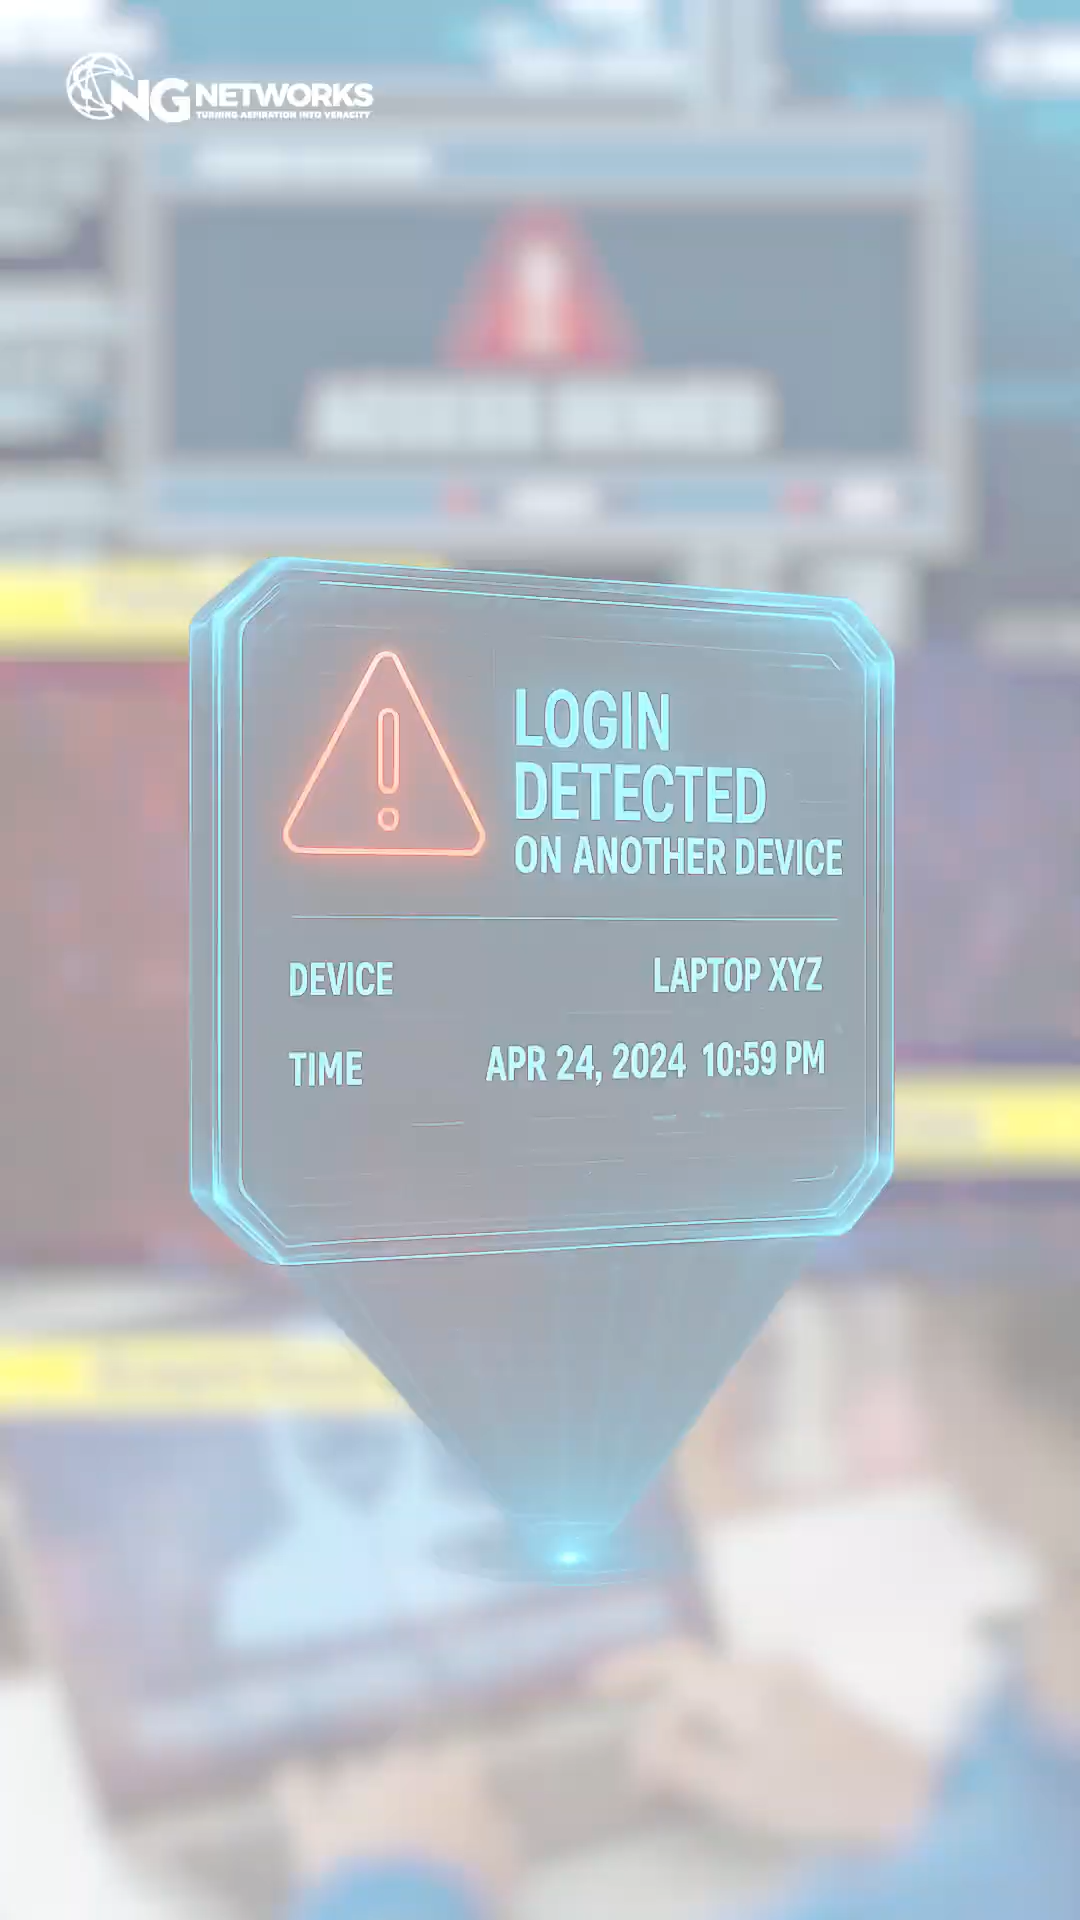 NG NETWORKS
TURNING ASPIRATION INTO VERACITY
LOGIN
DETECTED
ON ANOTHER DEVICE
DEVICE LAPTOP XYZ
TIME APR 24, 2024 10:59 PM